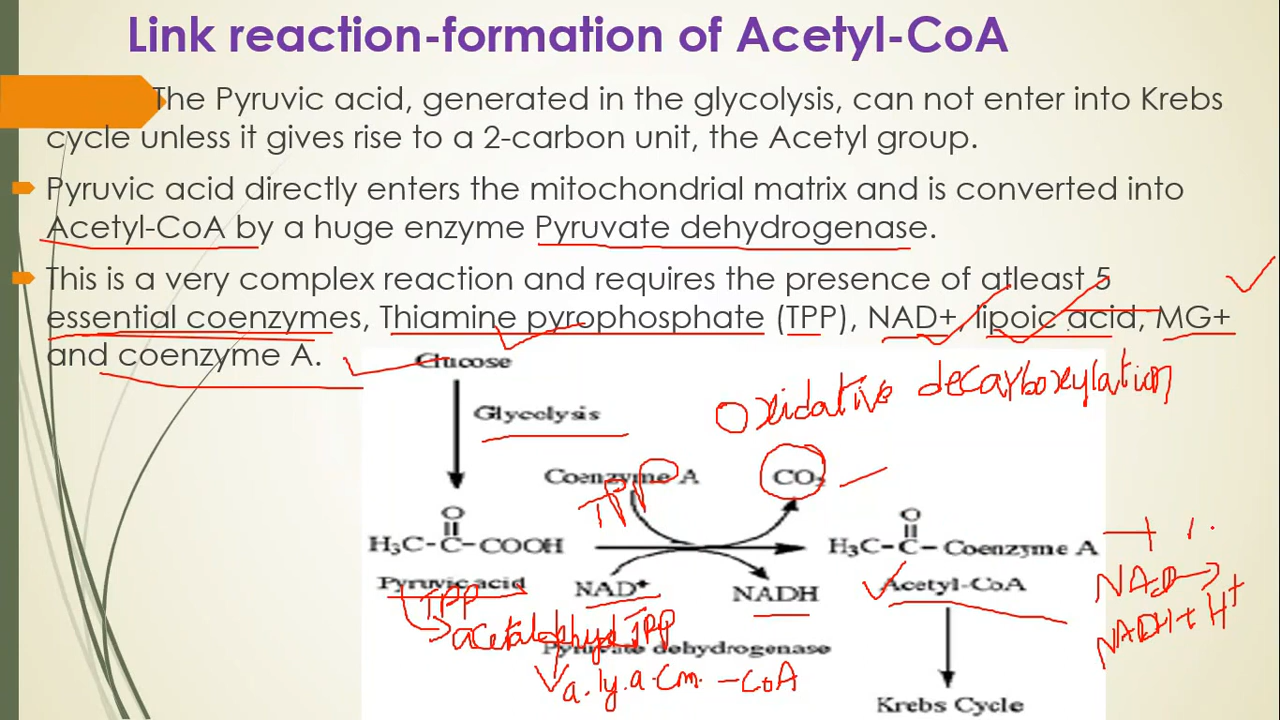 Link reaction-formation of Acetyl-CoA
The Pyruvic acid, generated in the glycolysis, can not enter into Krebs
cycle unless it gives rise to a 2-carbon unit, the Acetyl group.
Pyruvic acid directly enters the mitochondrial matrix and is converted into
Acetyl-CoA by a huge enzyme Pyruvate dehydrogenase.
This is a very complex reaction and requires the presence of atleast 5
essential coenzymes, Thiamine pyrophosphate (TPP), NAD+, lipoic acid, MG+
and coenzyme A.
Glucose
Oxidative decarboxylation
Glycolysis
Coenzyme A CO₂
TPP
O O
H₃C-C-COOH H₃C-C-Coenzyme A
Pyruvic acid NAD⁺ NADH Acetyl-CoA
NAD → 
NADH+H⁺
TPP
TPP
Pyruvate dehydrogenase
a. ly. a. Cm. -CoA
Krebs Cycle